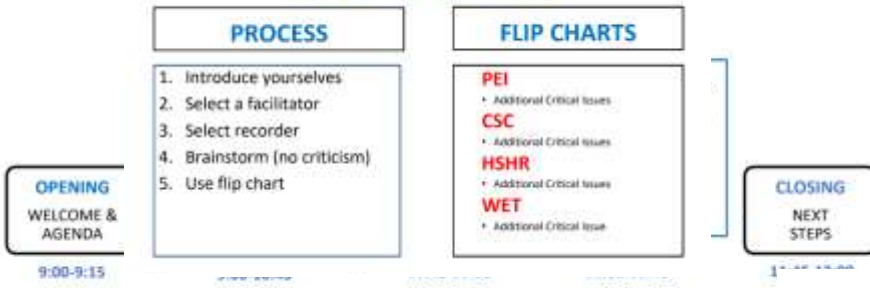 PROCESS
1. Introduce yourselves
2. Select a facilitator
3. Select recorder
4. Brainstorm (no criticism)
5. Use flip chart
FLIP CHARTS
PEI
• Additional Critical Issues
CSC
• Additional Critical Issues
HSHR
• Additional Critical Issues
WET
• Additional Critical Issue
OPENING
WELCOME &
AGENDA
9:00-9:15
CLOSING
NEXT
STEPS